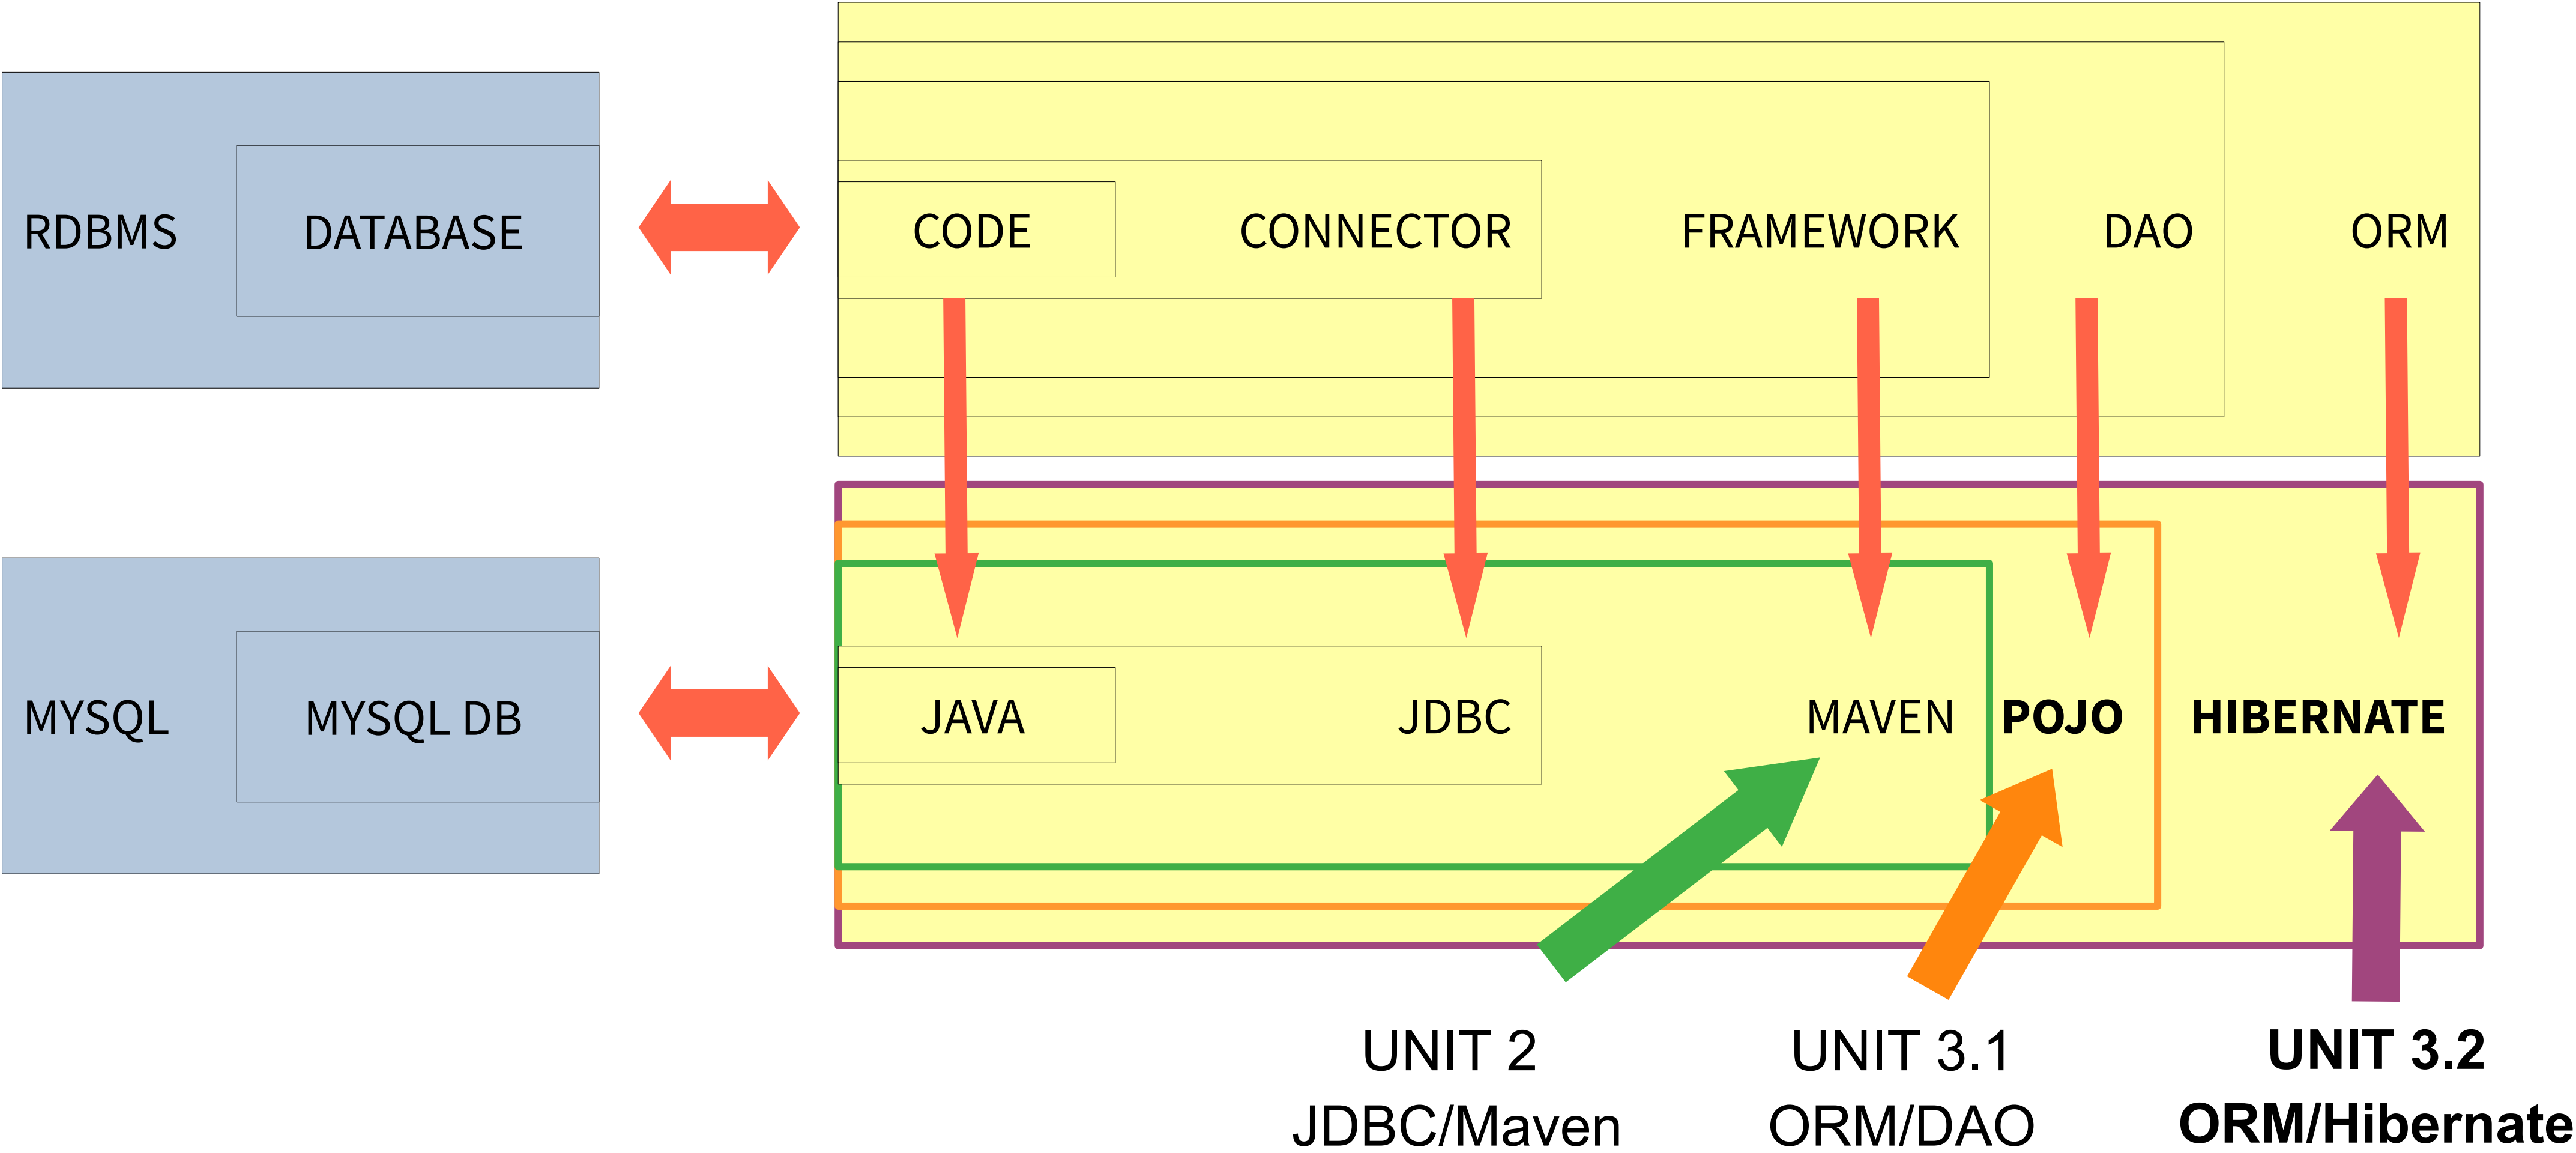 RDBMS DATABASE CODE CONNECTOR FRAMEWORK DAO ORM
MYSQL MYSQL DB JAVA JDBC MAVEN POJO HIBERNATE
UNIT 2 UNIT 3.1 UNIT 3.2
JDBC/Maven ORM/DAO ORM/Hibernate